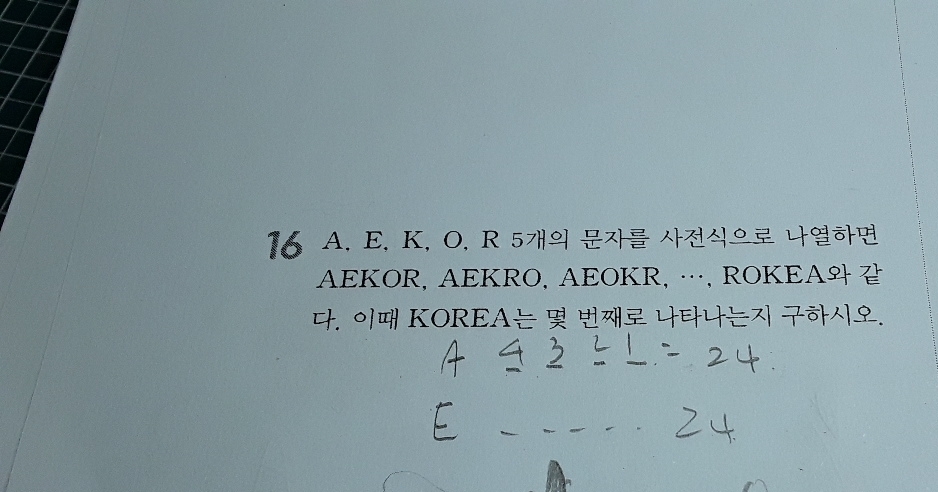 16 A, E, K, O, R 5개의 문자를 사전식으로 나열하면
AEKOR, AEKRO, AEOKR, ⋯, ROKEA와 같
다. 이때 KOREA는 몇 번째로 나타나는지 구하시오.
A 4 3 2 1 = 24
E - - - - - · · 24